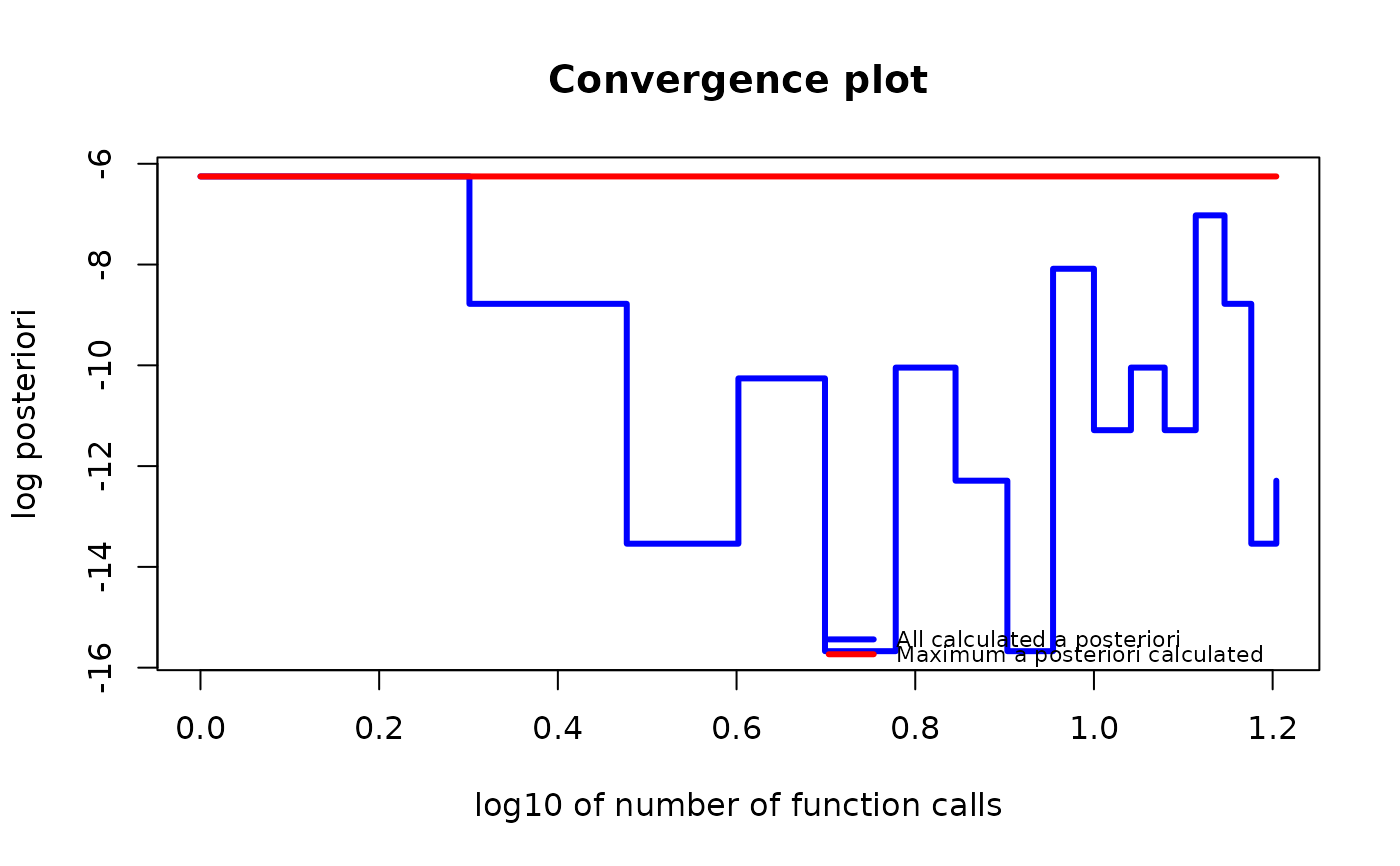 Convergence plot
log posteriori
-6
-8
-10
-12
-14
-16
All calculated a posteriori
Maximum a posteriori calculated
0.0 0.2 0.4 0.6 0.8 1.0 1.2
log10 of number of function calls